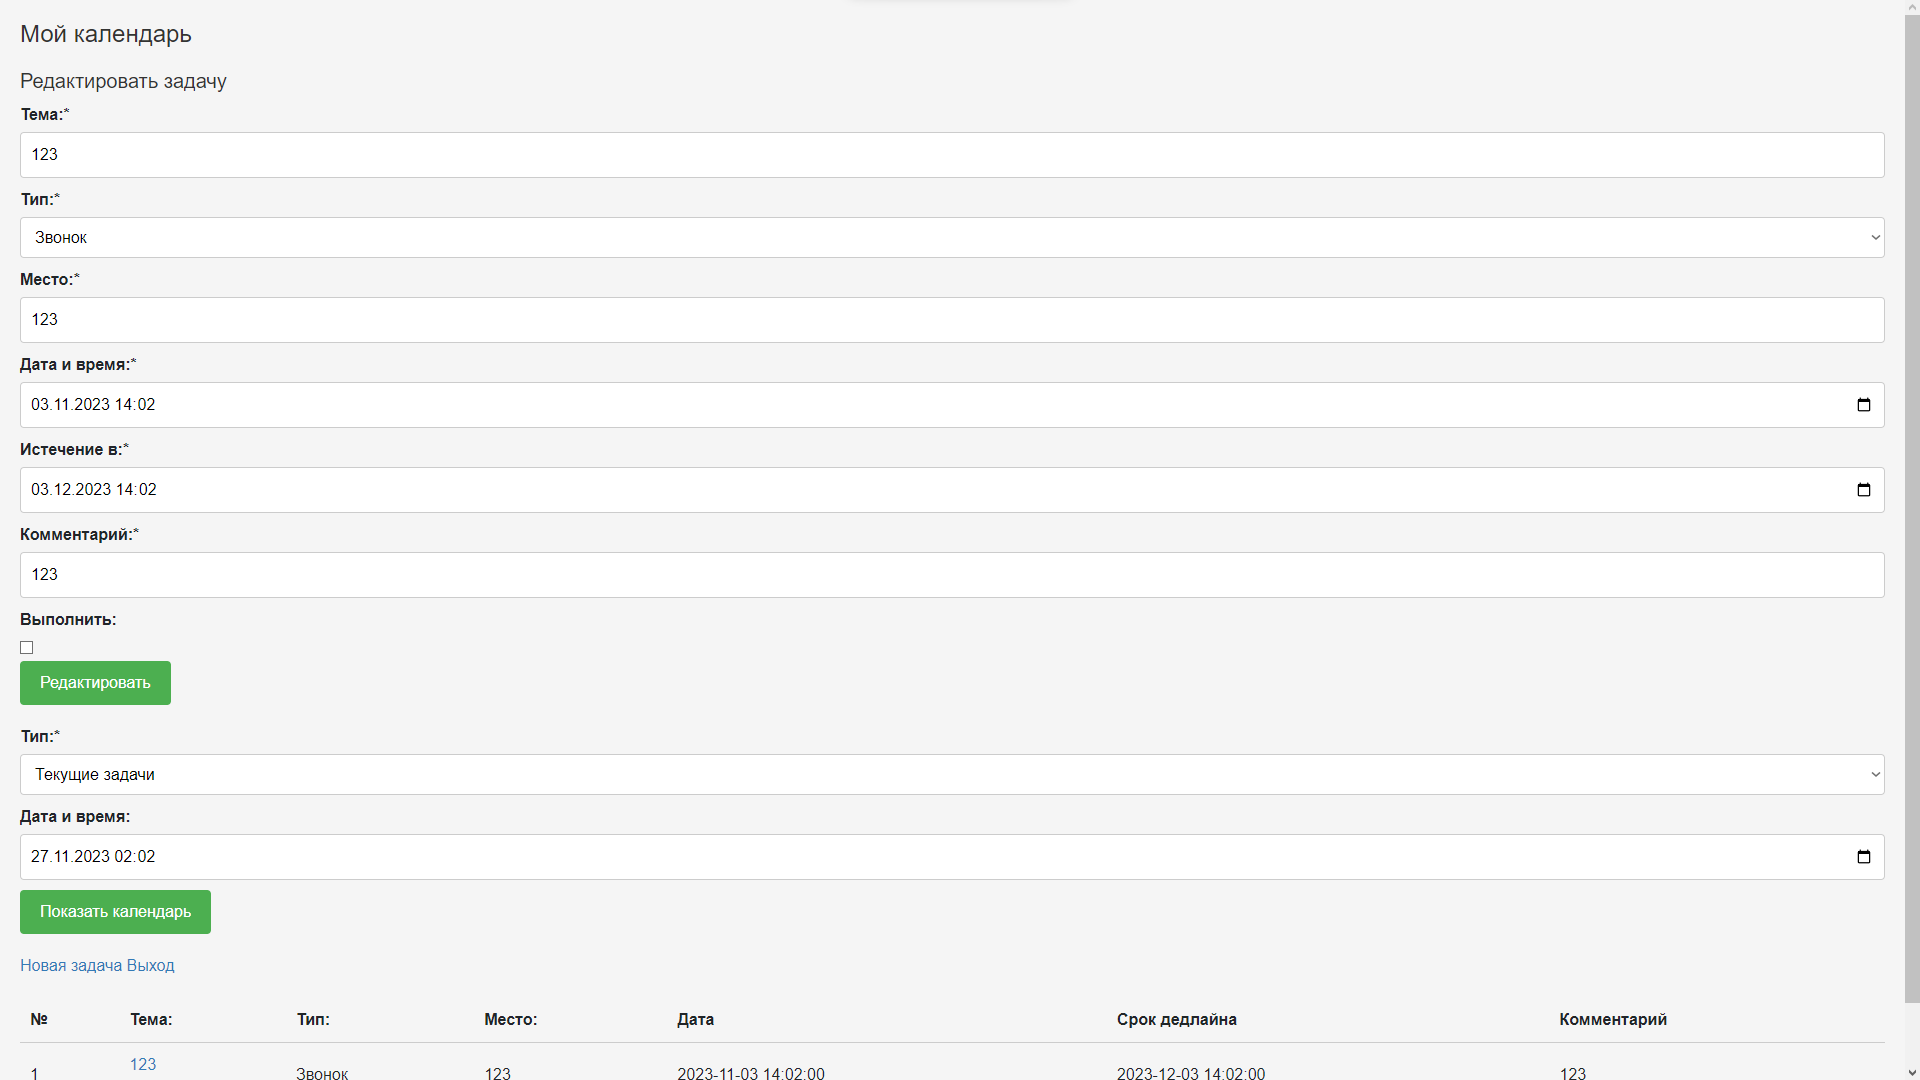 Мой календарь
Редактировать задачу
Тема:*
123
Тип:*
Звонок
Место:*
123
Дата и время:*
03.11.2023 14:02
Истечение в:*
03.12.2023 14:02
Комментарий:*
123
Выполнить:
Редактировать
Тип:*
Текущие задачи
Дата и время:
27.11.2023 02:02
Показать календарь
Новая задача Выход
№ Тема: Тип: Место: Дата Срок дедлайна Комментарий
1 123 Звонок 123 2023-11-03 14:02:00 2023-12-03 14:02:00 123